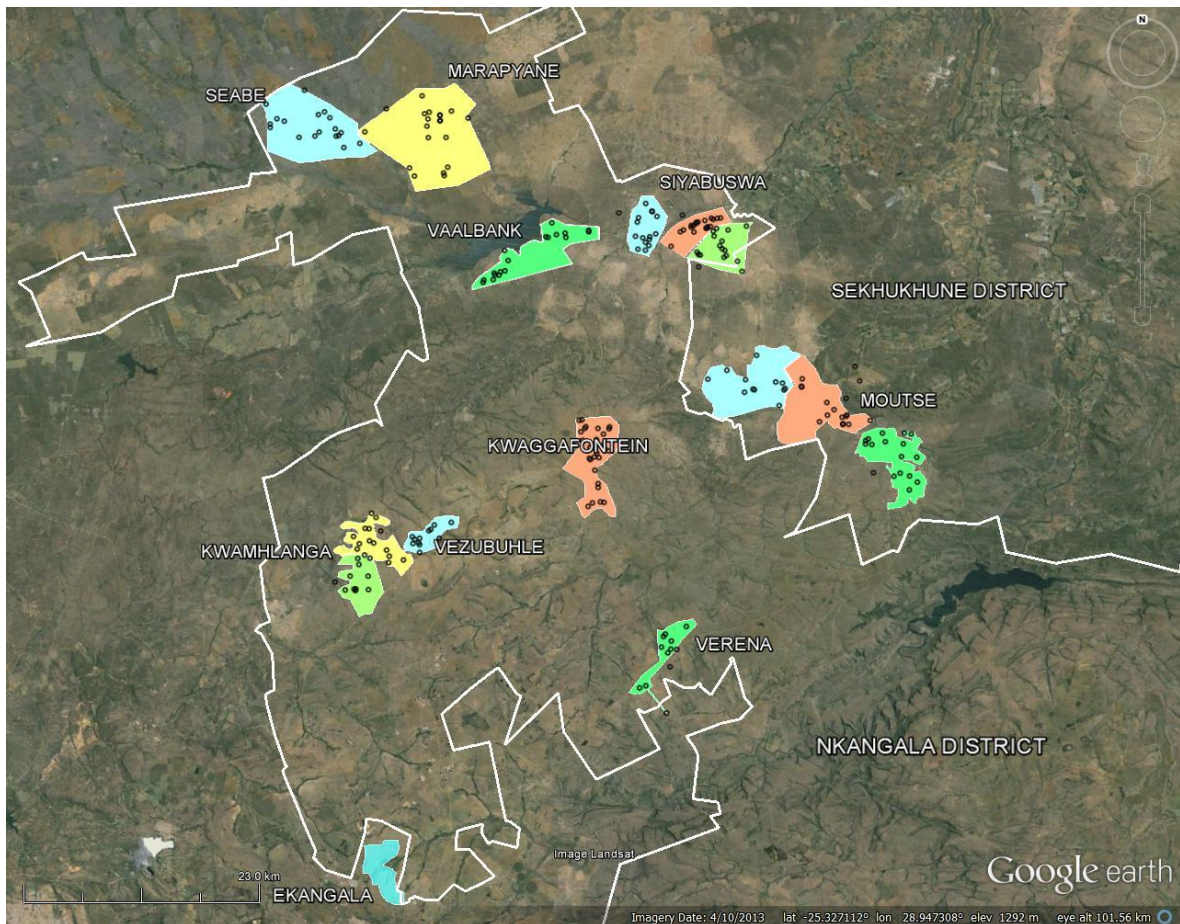 N
MARAPYANE
SEABE
SIYABUSWA
VAALBANK
SEKHUKHUNE DISTRICT
MOUTSE
KWAGGAFONTEIN
KWAMHLANGA
VEZUBUHLE
VERENA
NKANGALA DISTRICT
Image Landsat
Google earth
23.0 km
EKANGALA
Imagery Date: 4/10/2013 lat -25.327112° lon 28.947308° elev 1292 m eye alt 101.56 km